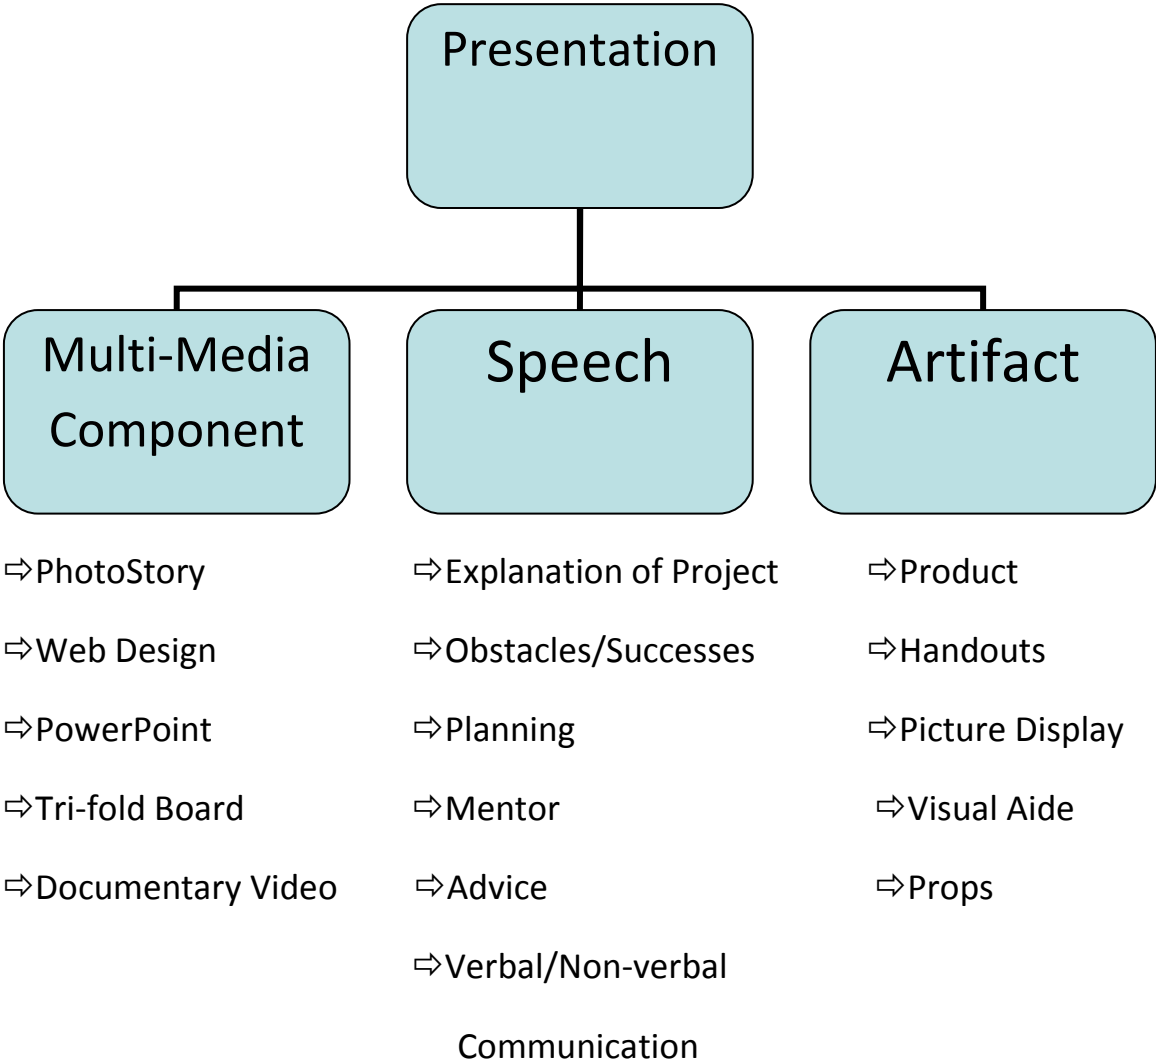 Presentation
Multi-Media
Component
Speech
Artifact
⇨PhotoStory
⇨Web Design
⇨PowerPoint
⇨Tri-fold Board
⇨Documentary Video
⇨Explanation of Project
⇨Obstacles/Successes
⇨Planning
⇨Mentor
⇨Advice
⇨Verbal/Non-verbal
Communication
⇨Product
⇨Handouts
⇨Picture Display
⇨Visual Aide
⇨Props